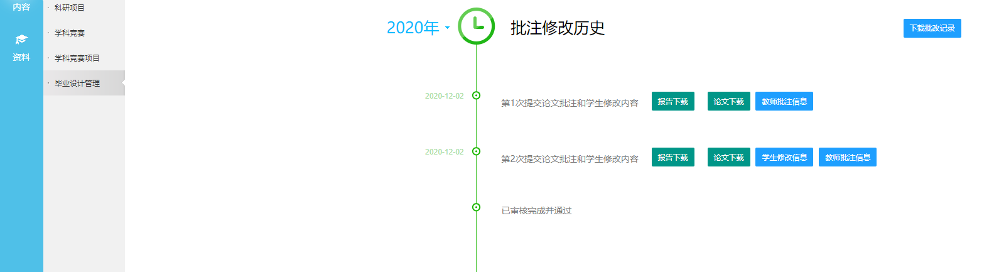 内容
资料
科研项目
学科竞赛
学科竞赛项目
毕业设计管理
2020年
批注修改历史
下载批改记录
2020-12-02
第1次提交论文批注和学生修改内容
报告下载
论文下载
教师批注信息
2020-12-02
第2次提交论文批注和学生修改内容
报告下载
论文下载
学生修改信息
教师批注信息
已审核完成并通过